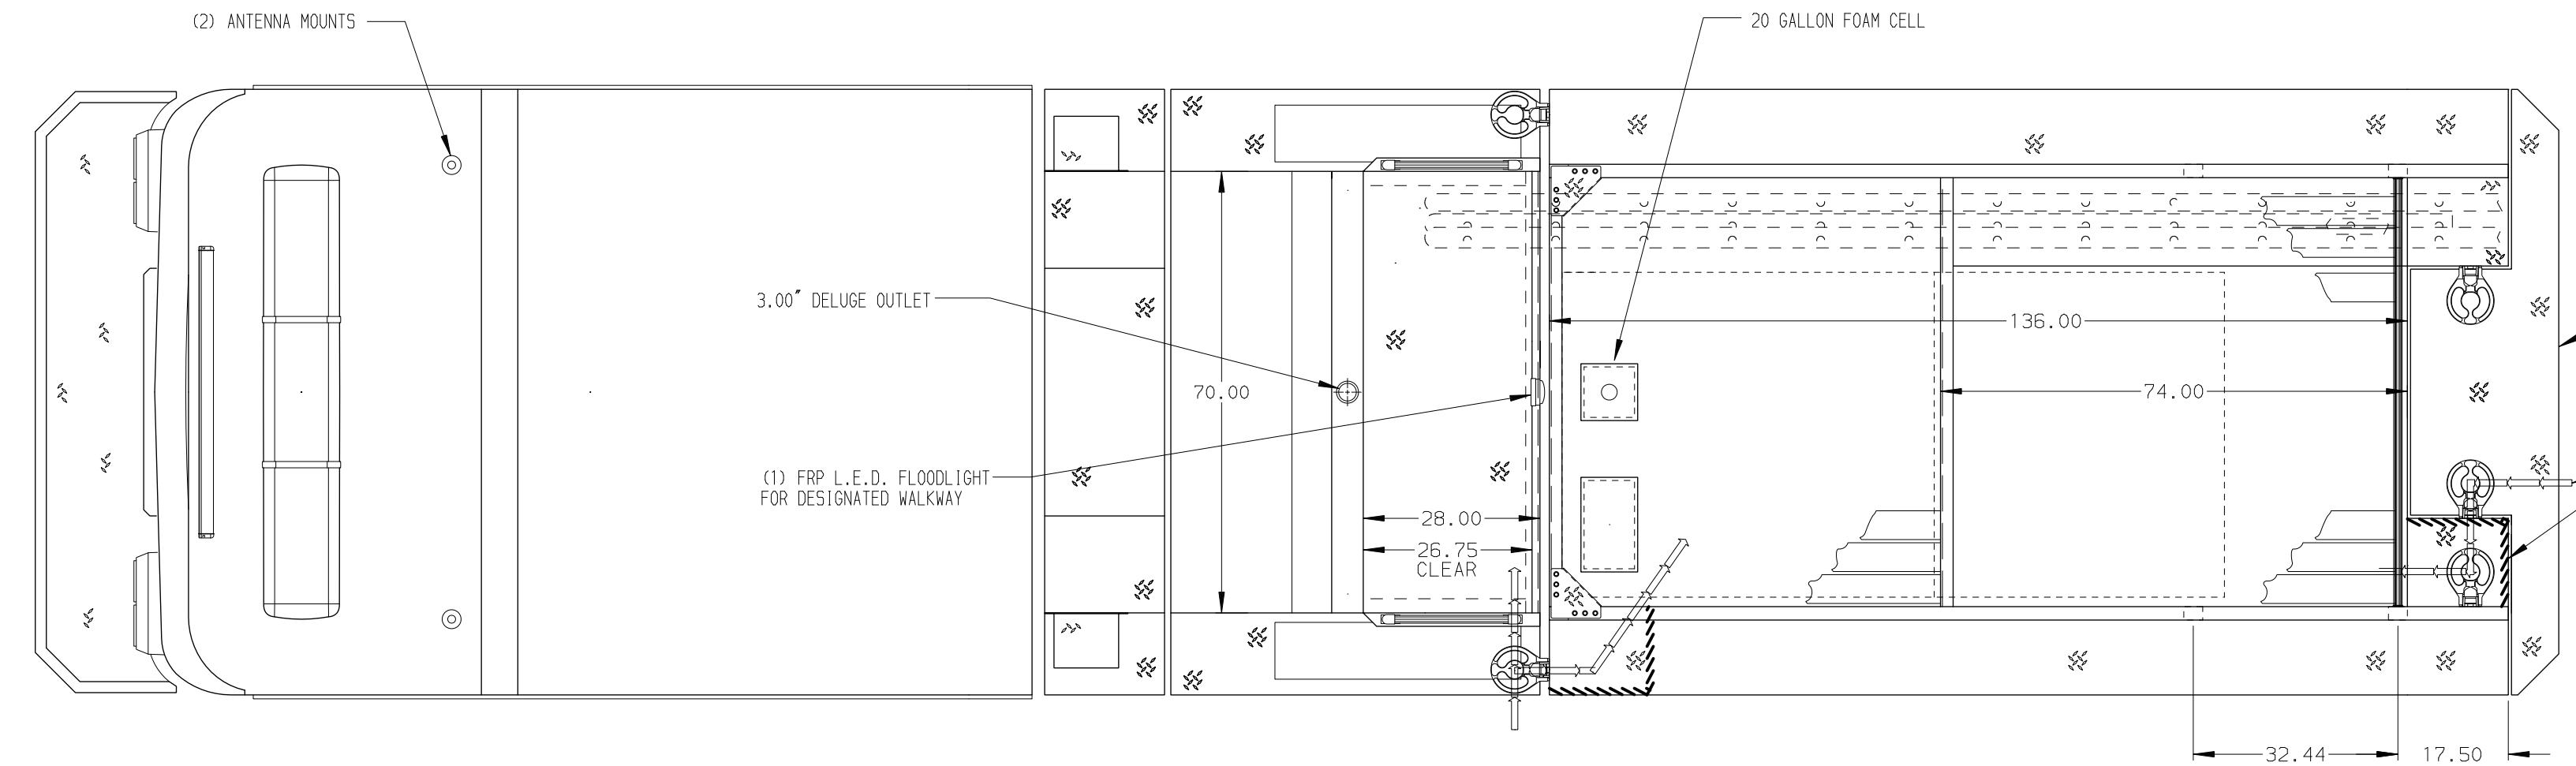 (2) ANTENNA MOUNTS
20 GALLON FOAM CELL
3.00" DELUGE OUTLET
136.00
70.00
74.00
(1) FRP L.E.D. FLOODLIGHT
FOR DESIGNATED WALKWAY
28.00
26.75
CLEAR
32.44
17.50